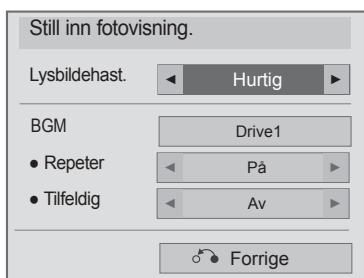 Still inn fotovisning.
Lysbildehast. ◄ Hurtig ►
BGM Drive1
● Repeter ◄ På ►
● Tilfeldig ◄ Av ►
Forrige